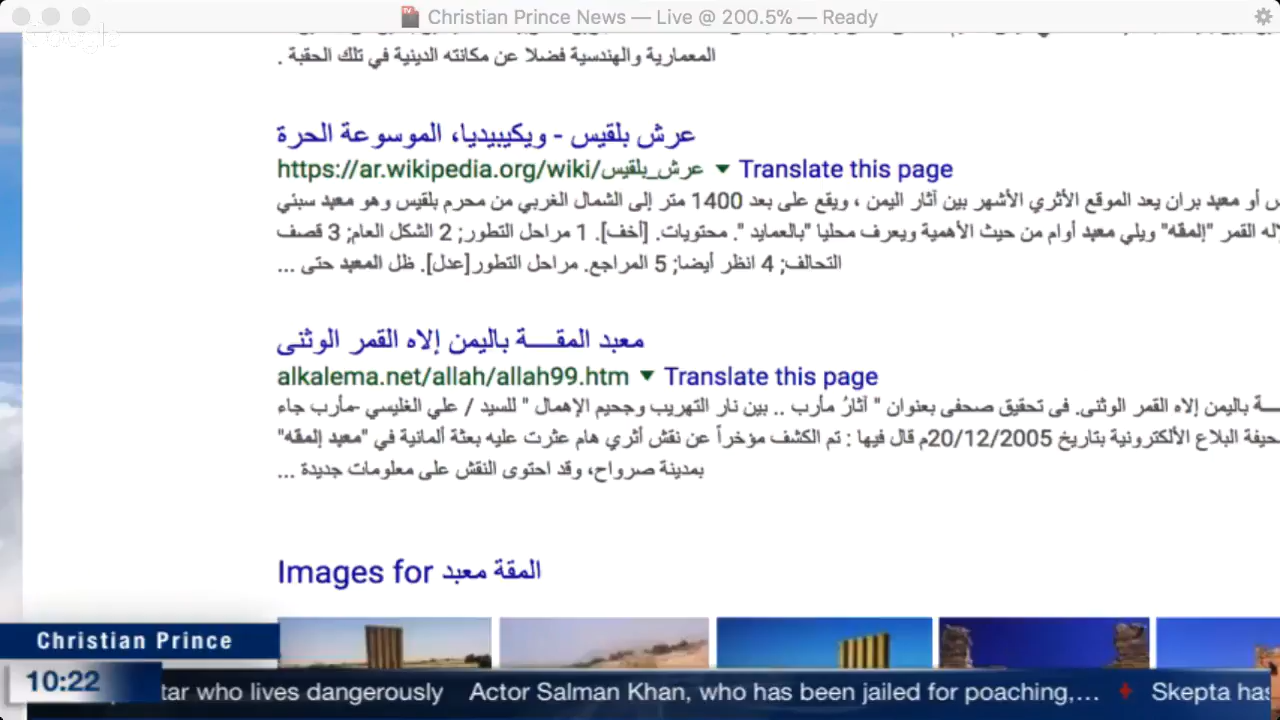 Christian Prince News — Live @ 200.5% — Ready
Google
المعمارية والهندسية فضلا عن مكانته الدينية في تلك الحقبة .
عرش بلقيس - ويكيبيديا، الموسوعة الحرة
https://ar.wikipedia.org/wiki/عرش_بلقيس ▼ Translate this page
أو معبد بران يعد الموقع الأثري الأشهر بين آثار اليمن ، ويقع على بعد 1400 متر إلى الشمال الغربي من محرم بلقيس وهو معبد سبئي
القمر "إلمقه" ويلي معبد أوام من حيث الأهمية ويعرف محليا "بالعمايد ". محتويات. [أخف]. 1 مراحل التطور; 2 الشكل العام; 3 قصف
التحالف; 4 انظر أيضا; 5 المراجع. مراحل التطور[عدل]. ظل المعبد حتى ...
معبد المقـــة باليمن إلاه القمر الوثنى
alkalema.net/allah/allah99.htm ▼ Translate this page
باليمن إلاه القمر الوثنى. فى تحقيق صحفى بعنوان " آثارُ مأرب .. بين نار التهريب وجحيم الإهمال " للسيد / علي الغليسي -مأرب جاء
البلاغ الألكترونية بتاريخ 20/12/2005م قال فيها : تم الكشف مؤخراً عن نقش أثري هام عثرت عليه بعثة ألمانية في "معبد إلمقه"
بمدينة صرواح، وقد احتوى النقش على معلومات جديدة ...
Images for المقة معبد
Christian Prince
10:22
tar who lives dangerously Actor Salman Khan, who has been jailed for poaching,... Skepta has